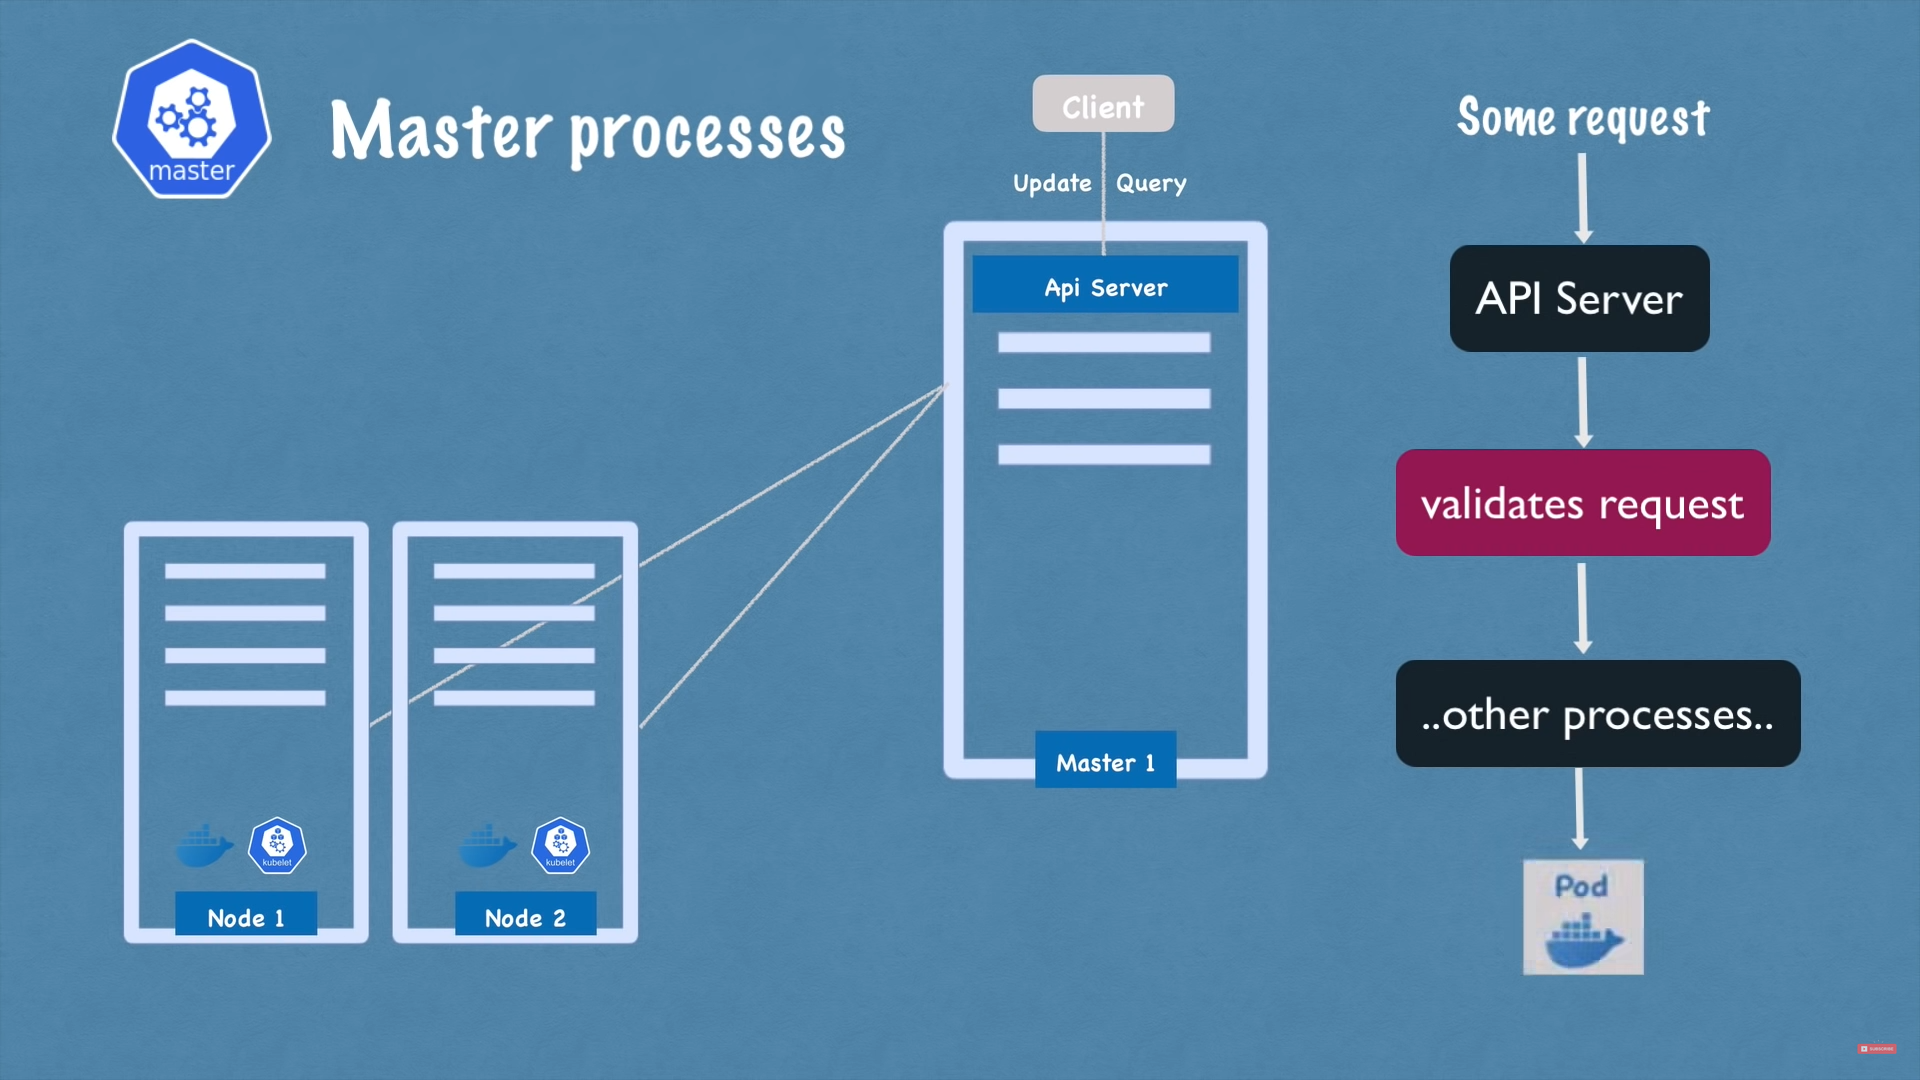 master
Master processes
Client
Update
Query
Api Server
Master 1
kubelet
Node 1
kubelet
Node 2
Some request
API Server
validates request
..other processes..
Pod
SUBSCRIBE